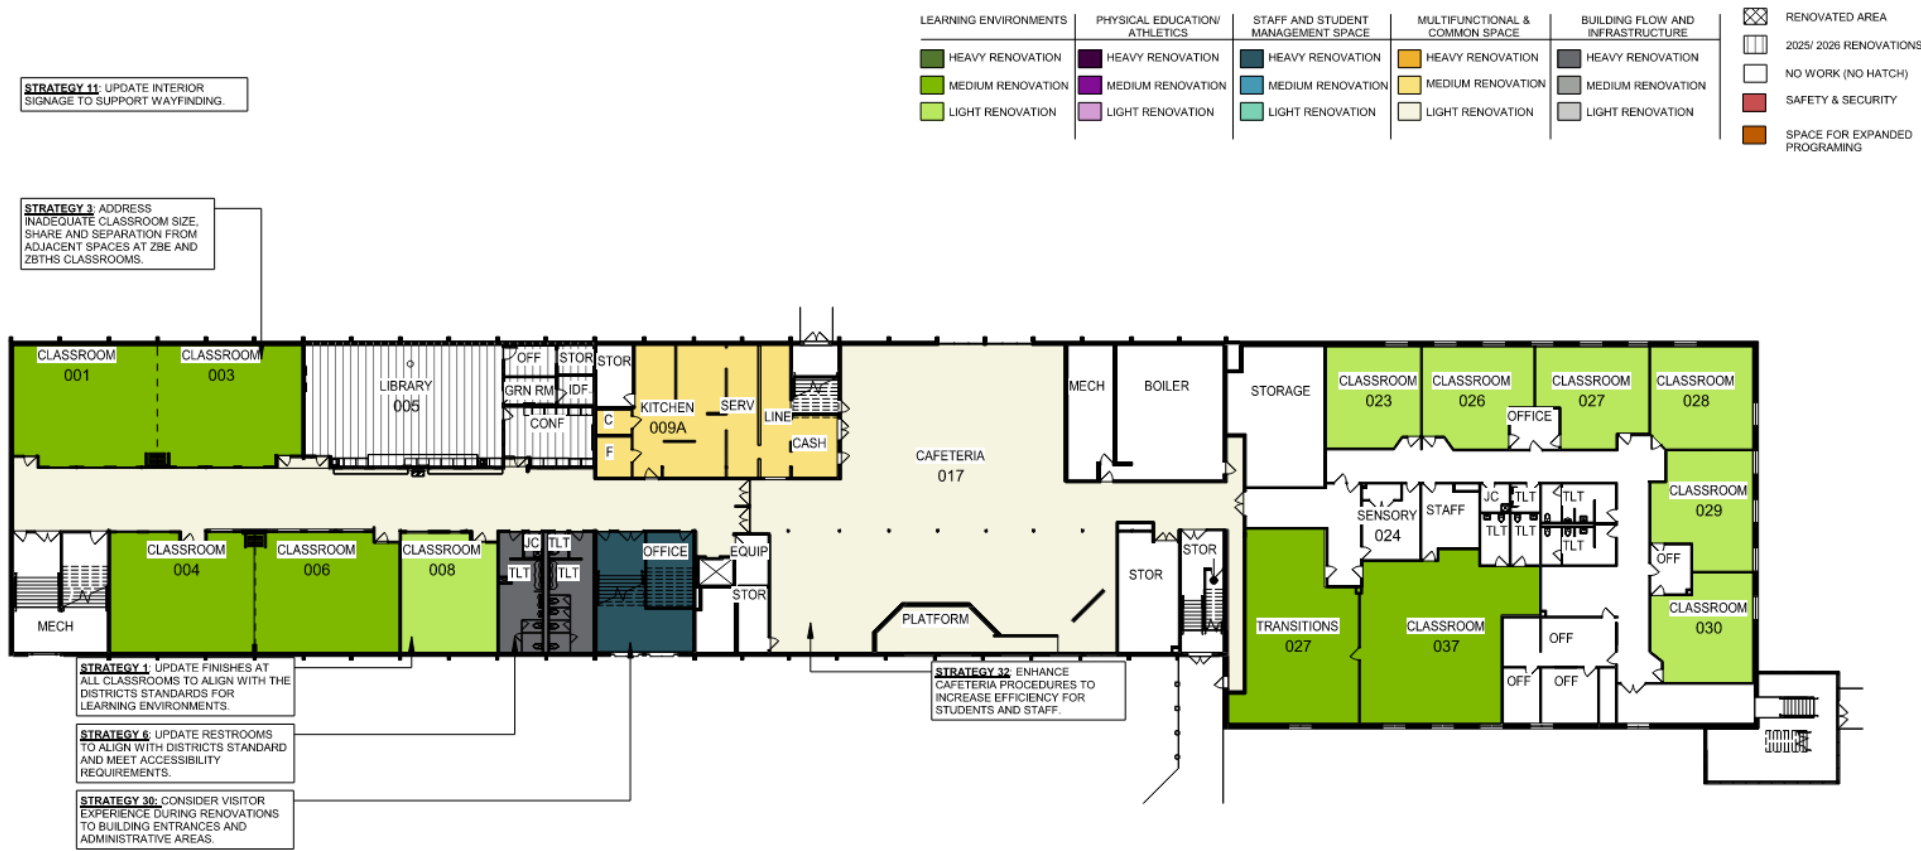 LEARNING ENVIRONMENTS
HEAVY RENOVATION
MEDIUM RENOVATION
LIGHT RENOVATION
PHYSICAL EDUCATION/
ATHLETICS
HEAVY RENOVATION
MEDIUM RENOVATION
LIGHT RENOVATION
STAFF AND STUDENT
MANAGEMENT SPACE
HEAVY RENOVATION
MEDIUM RENOVATION
LIGHT RENOVATION
MULTIFUNCTIONAL &
COMMON SPACE
HEAVY RENOVATION
MEDIUM RENOVATION
LIGHT RENOVATION
BUILDING FLOW AND
INFRASTRUCTURE
HEAVY RENOVATION
MEDIUM RENOVATION
LIGHT RENOVATION
RENOVATED AREA
2025/ 2026 RENOVATIONS
NO WORK (NO HATCH)
SAFETY & SECURITY
SPACE FOR EXPANDED
PROGRAMING
STRATEGY 11: UPDATE INTERIOR
SIGNAGE TO SUPPORT WAYFINDING.
STRATEGY 3: ADDRESS
INADEQUATE CLASSROOM SIZE,
SHARE AND SEPARATION FROM
ADJACENT SPACES AT ZBE AND
ZBTHS CLASSROOMS.
CLASSROOM
001
CLASSROOM
003
LIBRARY
005
OFF
STOR
GRN RM
IDF
CONF
STOR
C
F
KITCHEN
009A
SERV
LINE
CASH
CAFETERIA
017
MECH
BOILER
STORAGE
CLASSROOM
023
CLASSROOM
026
OFFICE
CLASSROOM
027
CLASSROOM
028
CLASSROOM
029
SENSORY
024
STAFF
JC
TLT
TLT
TLT
TLT
TLT
OFF
CLASSROOM
030
MECH
CLASSROOM
004
CLASSROOM
006
CLASSROOM
008
JC
TLT
TLT
TLT
OFFICE
EQUIP
STOR
PLATFORM
STOR
STOR
TRANSITIONS
027
CLASSROOM
037
OFF
OFF
OFF
STRATEGY 1: UPDATE FINISHES AT
ALL CLASSROOMS TO ALIGN WITH THE
DISTRICTS STANDARDS FOR
LEARNING ENVIRONMENTS.
STRATEGY 6: UPDATE RESTROOMS
TO ALIGN WITH DISTRICTS STANDARD
AND MEET ACCESSIBILITY
REQUIREMENTS.
STRATEGY 30: CONSIDER VISITOR
EXPERIENCE DURING RENOVATIONS
TO BUILDING ENTRANCES AND
ADMINISTRATIVE AREAS.
STRATEGY 32: ENHANCE
CAFETERIA PROCEDURES TO
INCREASE EFFICIENCY FOR
STUDENTS AND STAFF.